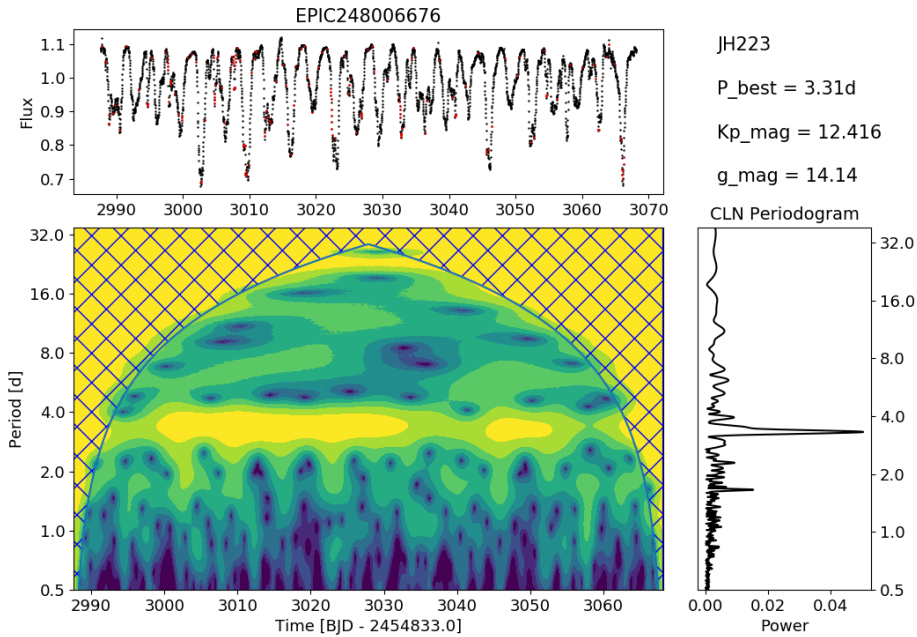 EPIC248006676
1.1
1.0
0.9
0.8
0.7
Flux
2990 3000 3010 3020 3030 3040 3050 3060 3070
JH223
P_best = 3.31d
Kp_mag = 12.416
g_mag = 14.14
32.0
16.0
8.0
4.0
2.0
1.0
0.5
Period [d]
2990 3000 3010 3020 3030 3040 3050 3060
Time [BJD - 2454833.0]
CLN Periodogram
32.0
16.0
8.0
4.0
2.0
1.0
0.5
0.00 0.02 0.04
Power